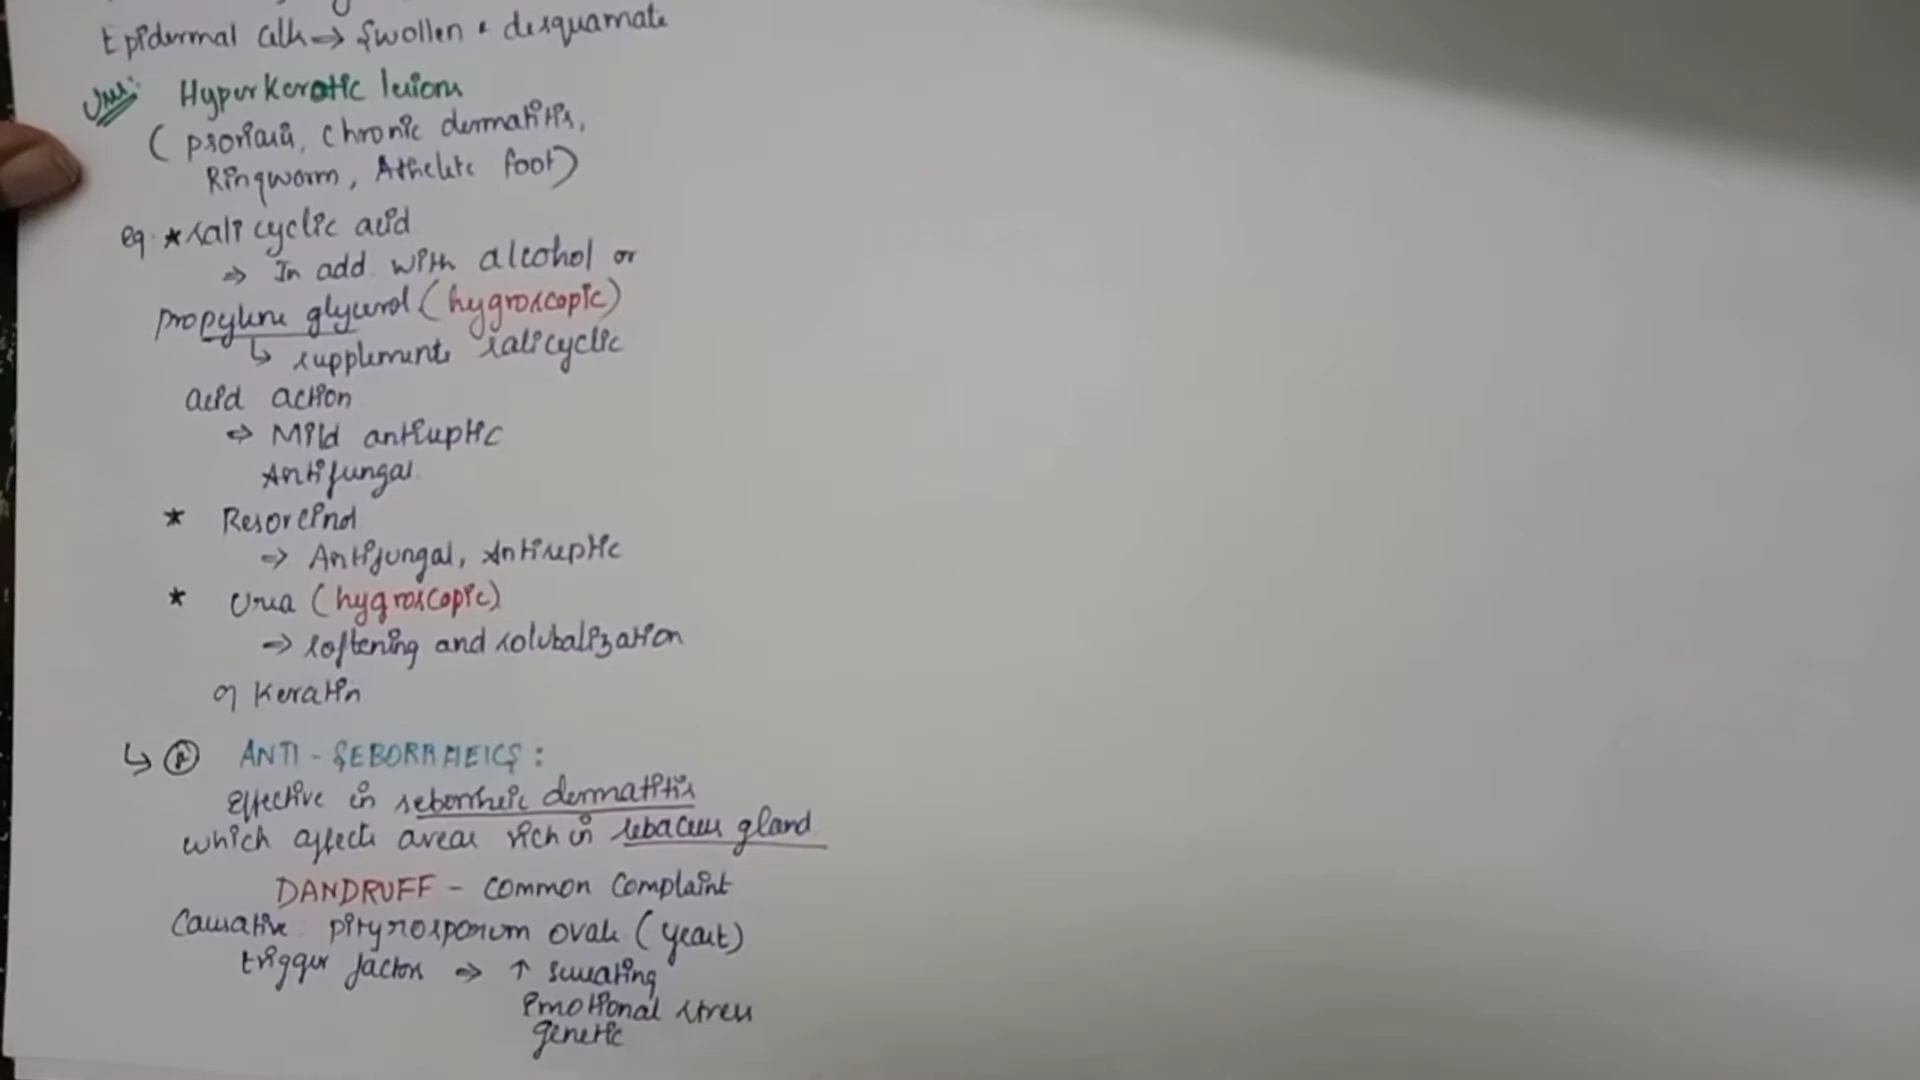 Epidermal cells → swollen & desquamate
Uses: Hyperkeratic lesions
( psoriasis, chronic dermatitis,
Ringworm, Athelete foot)
eg. * salicyclic acid
⇒ In add. with alcohol or
propylene glycerol (hygroscopic)
↳ supplements salicyclic
acid action
⇒ Mild antiseptic
Antifungal
* Resorcinol
⇒ Antifungal, Antiseptic
* Urea (hygroscopic)
⇒ softening and solubalization
of Keratin
ANTI - SEBORRHEICS :
Effective in seborrheic dermatitis
which affects areas rich in sebaceus gland
DANDRUFF - common complaint
Causative: pityrosporum ovale (yeast)
trigger factors ⇒ ↑ sweating
Emotional stress
genetic